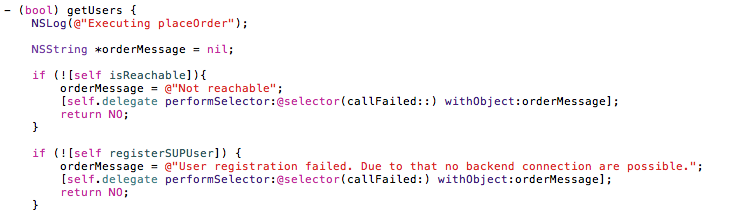 - (bool) getUsers {
    NSLog(@"Executing placeOrder");

    NSString *orderMessage = nil;

    if (![self isReachable]){
        orderMessage = @"Not reachable";
        [self.delegate performSelector:@selector(callFailed::) withObject:orderMessage];
        return NO;
    }

    if (![self registerSUPUser]) {
        orderMessage = @"User registration failed. Due to that no backend connection are possible.";
        [self.delegate performSelector:@selector(callFailed:) withObject:orderMessage];
        return NO;
    }